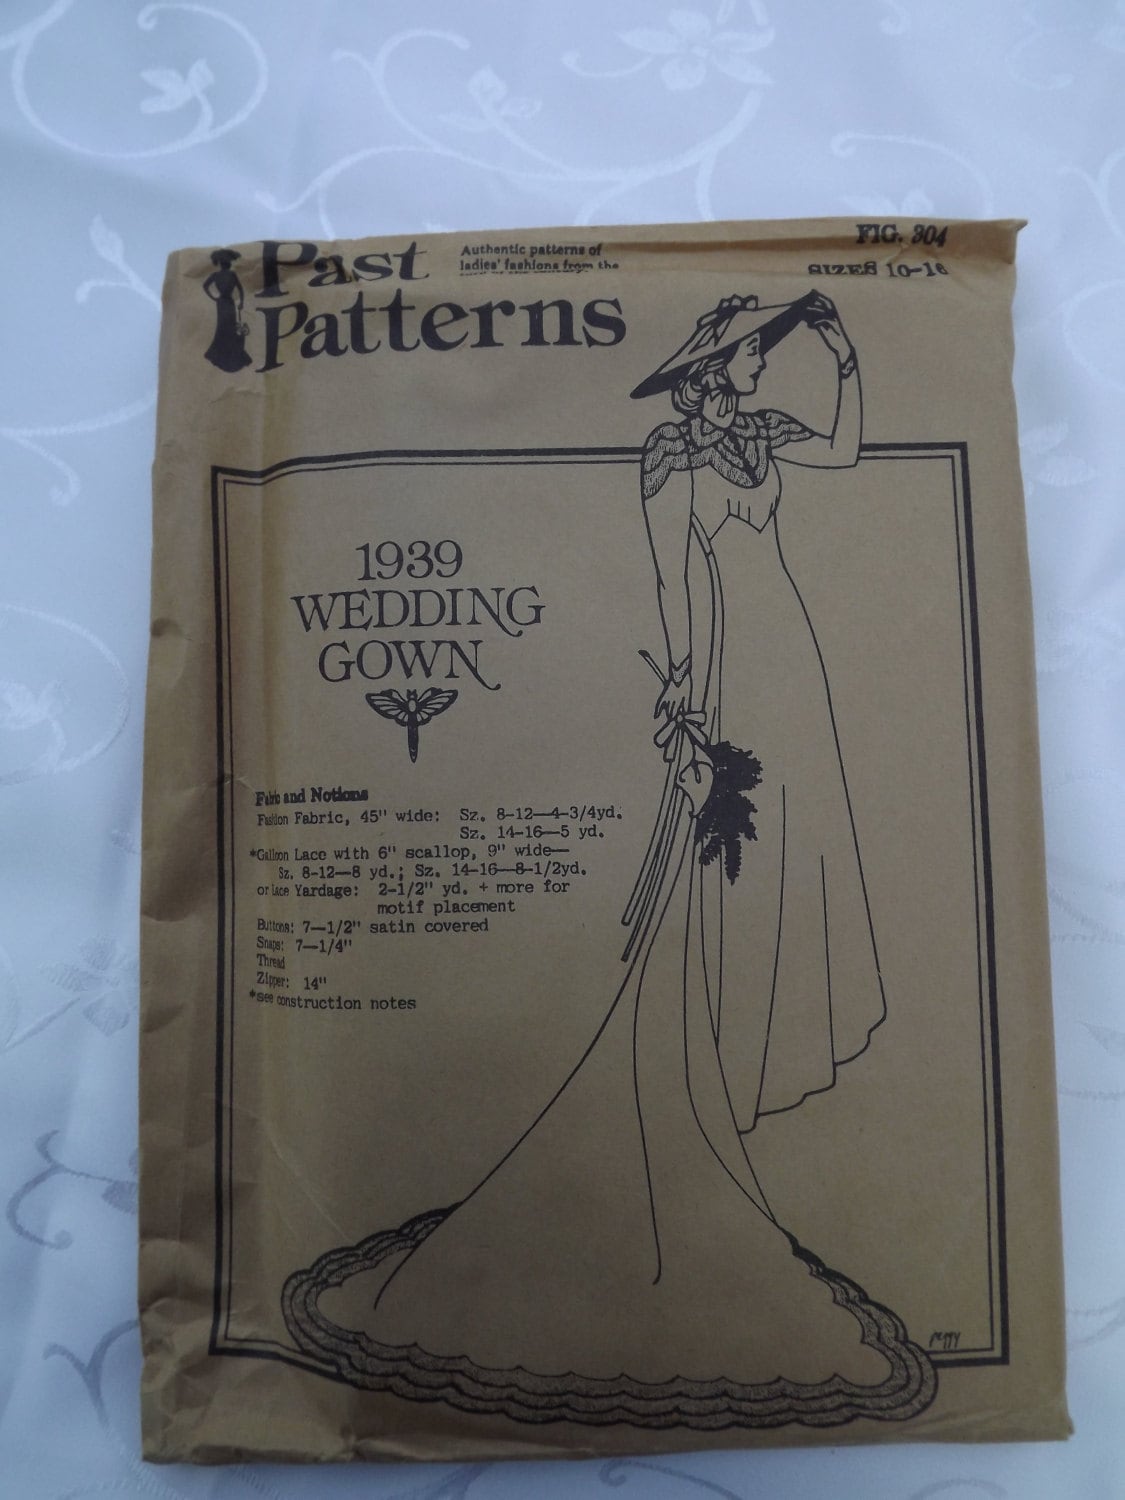 Past
Patterns
Authentic patterns of
ladies' fashions from the
FIG. 304
SIZES 10-16
1939
WEDDING
GOWN
Fabric and Notions
Fashion Fabric, 45" wide: Sz. 8-12—4-3/4yd.
Sz. 14-16—5 yd.
*Galloon Lace with 6" scallop, 9" wide—
Sz. 8-12—8 yd.; Sz. 14-16—8-1/2yd.
or Lace Yardage: 2-1/2" yd. + more for
motif placement
Buttons: 7—1/2" satin covered
Snaps: 7—1/4"
Thread
Zipper: 14"
*see construction notes
peggy